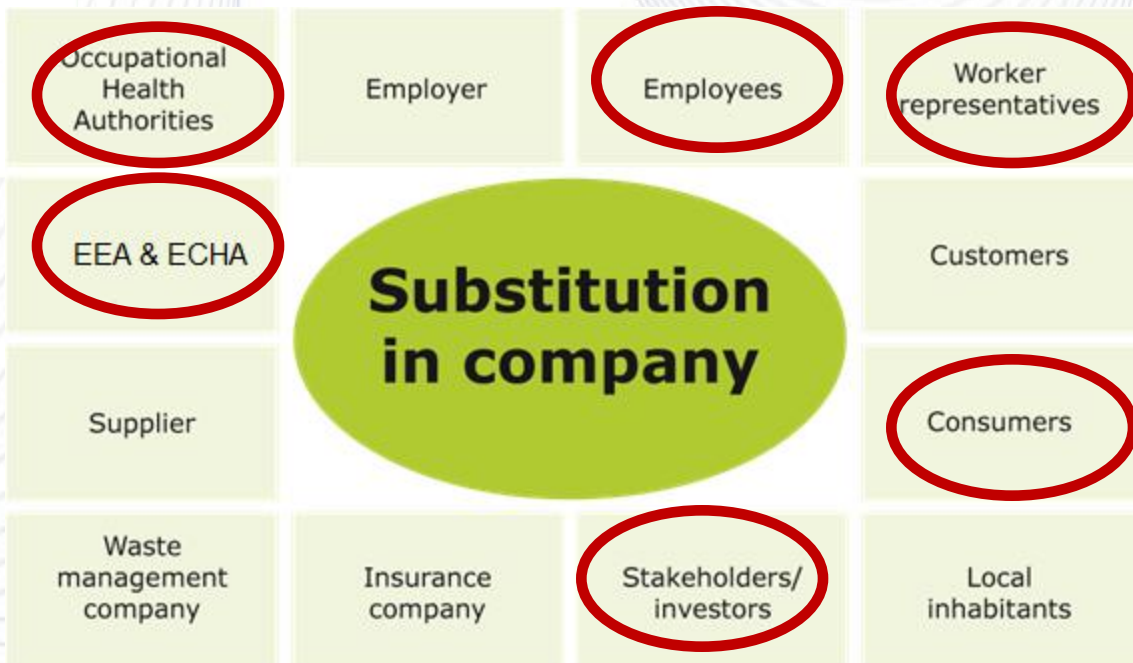 Occupational
Health
Authorities
Employer
Employees
Worker
representatives
EEA & ECHA
Substitution
in company
Customers
Supplier
Consumers
Waste
management
company
Insurance
company
Stakeholders/
investors
Local
inhabitants